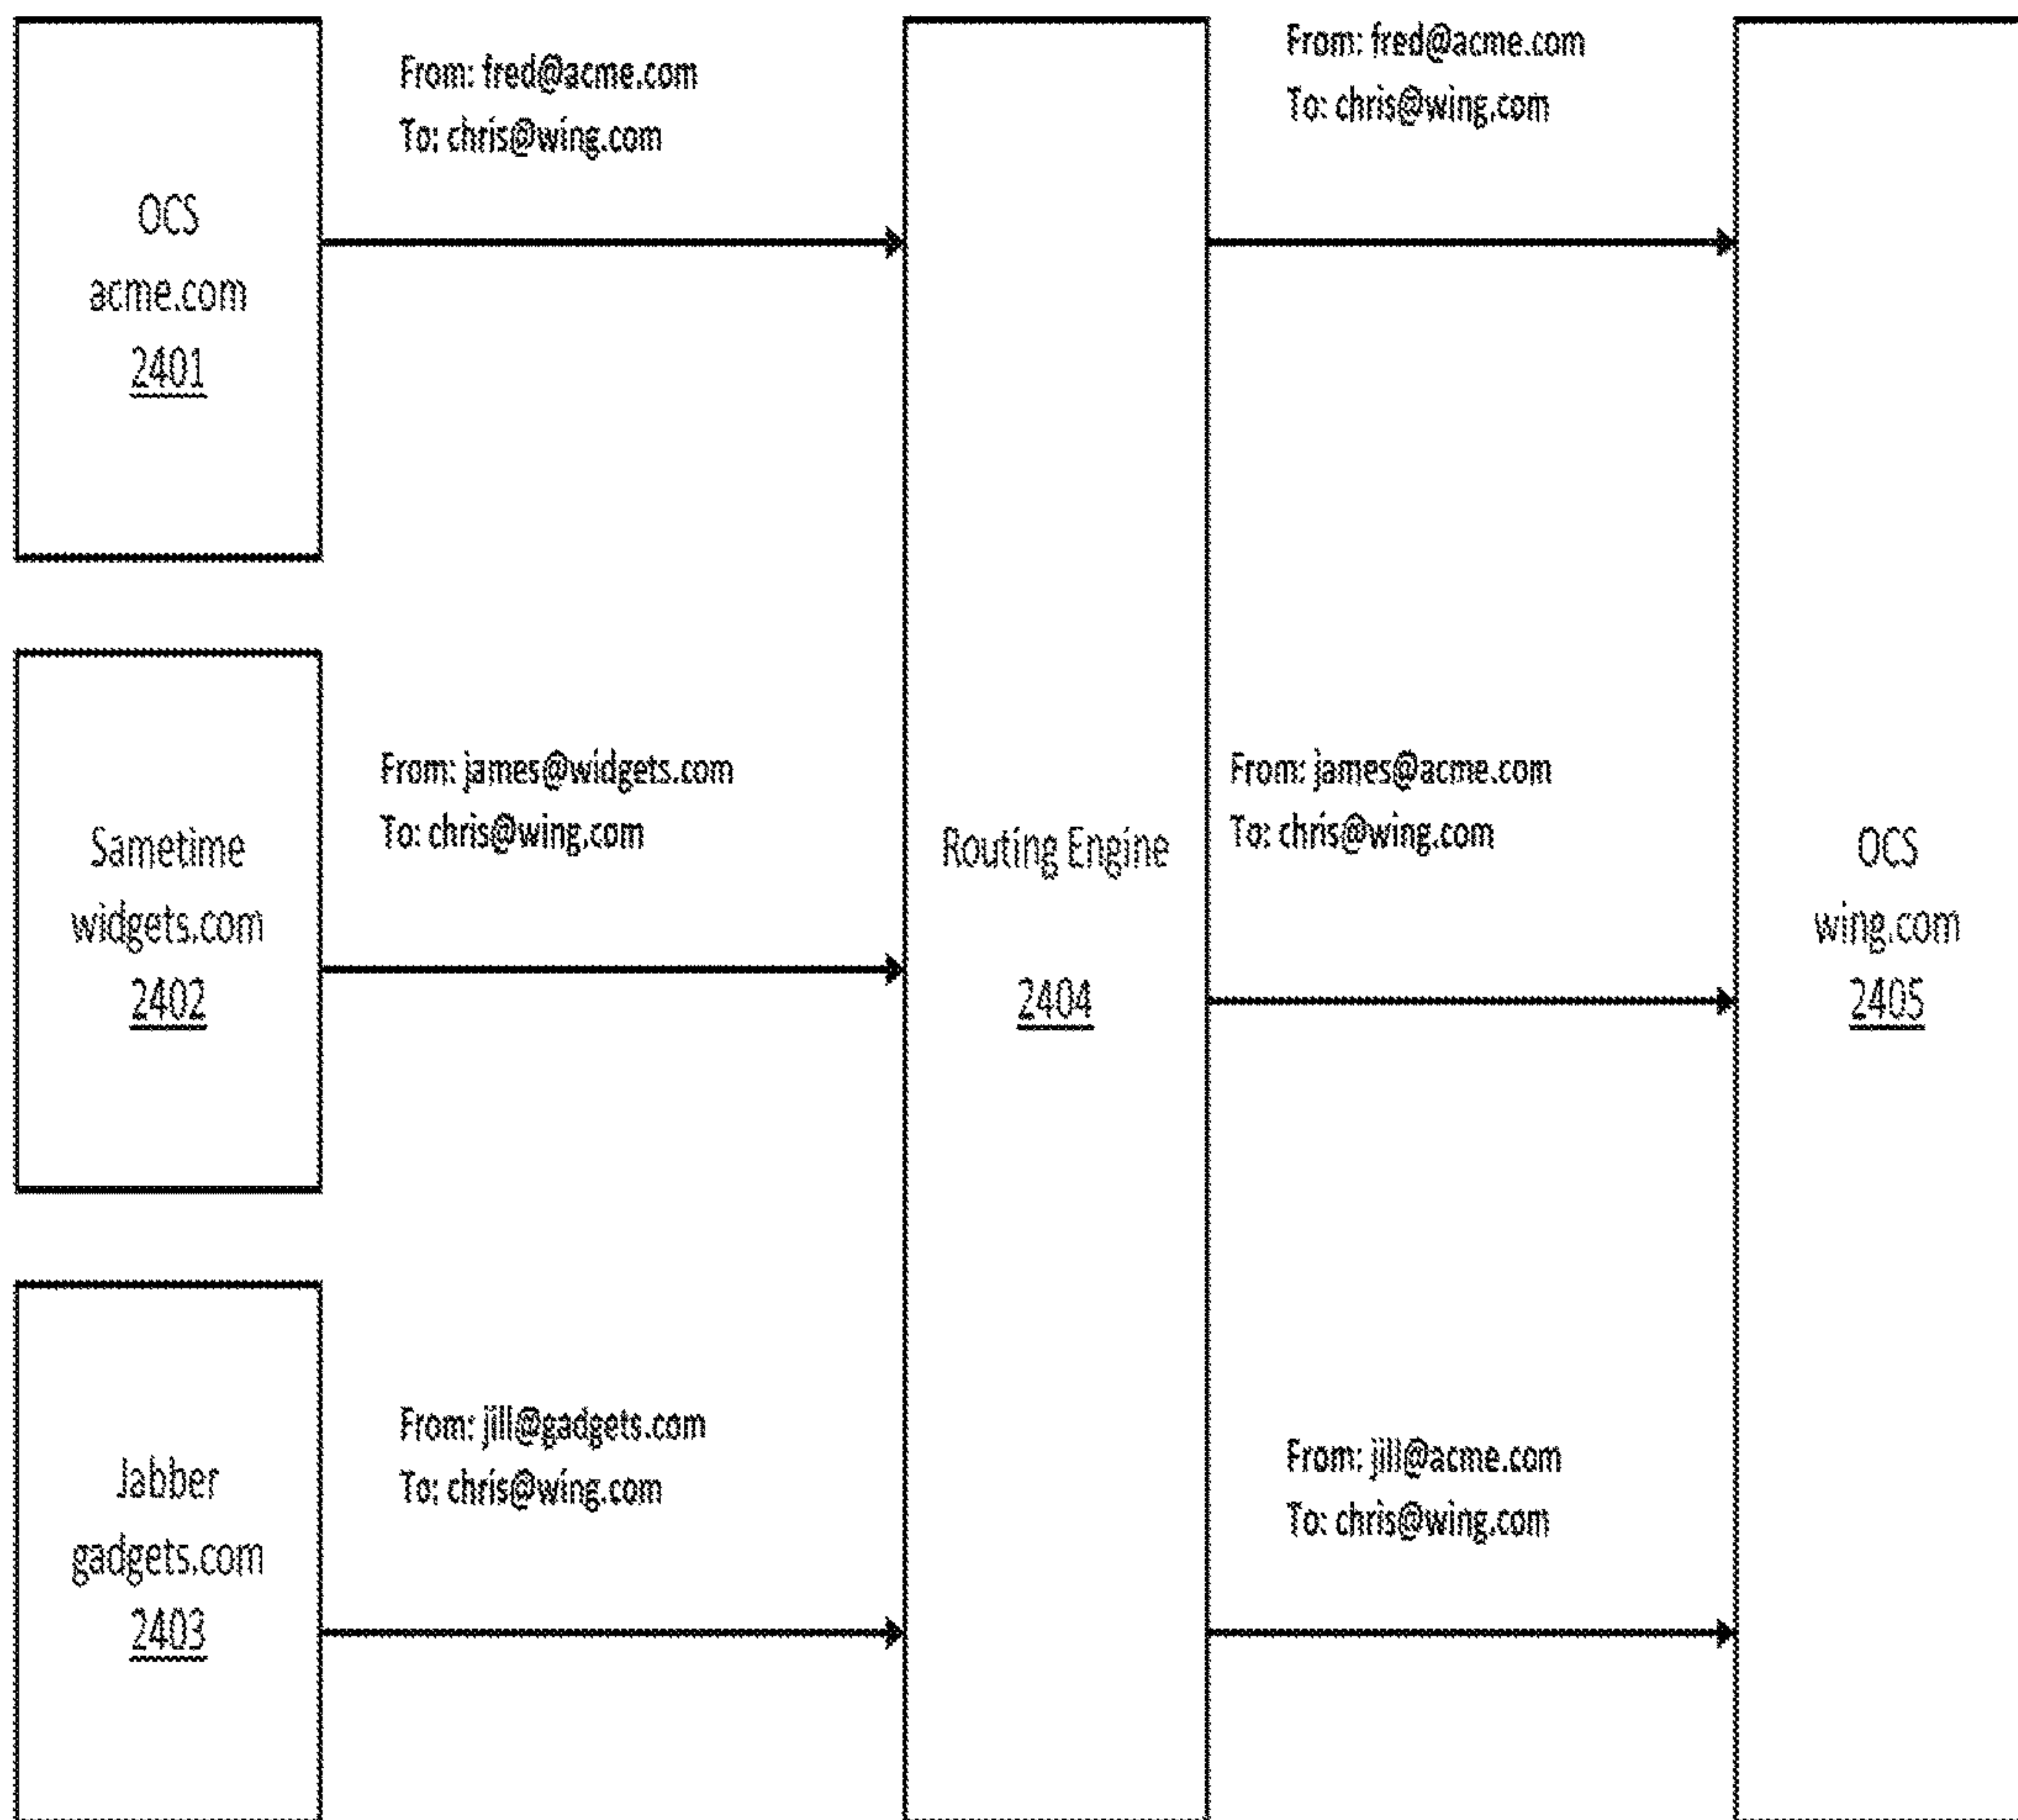 From: fred@acme.com
To: chris@wing.com
From: fred@acme.com
To: chris@wing.com
OCS
acme.com
2401
From: james@widgets.com
To: chris@wing.com
From: james@acme.com
To: chris@wing.com
Sametime
widgets.com
2402
Routing Engine
2404
OCS
wing.com
2405
From: jill@gadgets.com
To: chris@wing.com
From: jill@acme.com
To: chris@wing.com
Jabber
gadgets.com
2403